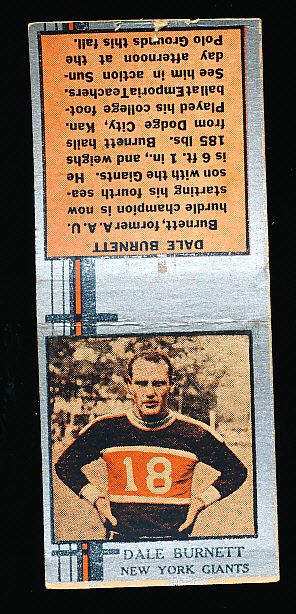 DALE BURNETT
Burnett, former A.A.U.
hurdle champion is now
starting his fourth sea-
son with the Giants. He
is 6 ft. 1 in., and weighs
185 lbs. Burnett halls
from Dodge City, Kan.
Played his college foot-
ball at Emporia Teachers.
See him in action Sun-
day afternoon at the
Polo Grounds this fall.
18
DALE BURNETT
NEW YORK GIANTS